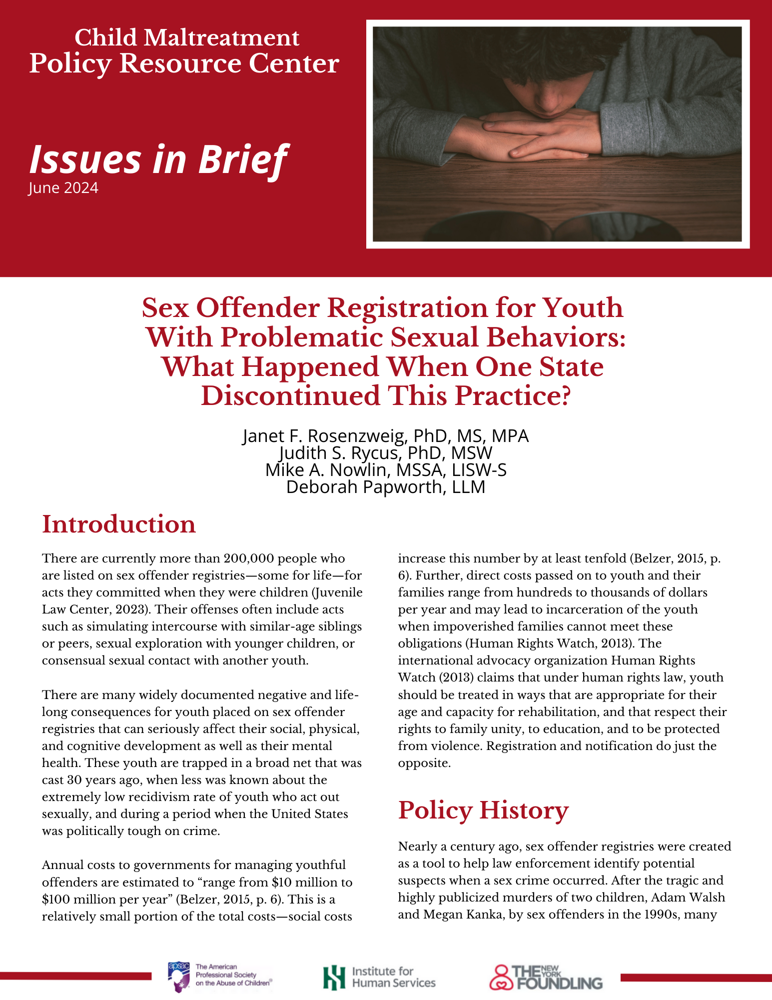 Child Maltreatment
Policy Resource Center
Issues in Brief
June 2024
Sex Offender Registration for Youth
With Problematic Sexual Behaviors:
What Happened When One State
Discontinued This Practice?
Janet F. Rosenzweig, PhD, MS, MPA
Judith S. Rycus, PhD, MSW
Mike A. Nowlin, MSSA, LISW-S
Deborah Papworth, LLM
Introduction
There are currently more than 200,000 people who
are listed on sex offender registries—some for life—for
acts they committed when they were children (Juvenile
Law Center, 2023). Their offenses often include acts
such as simulating intercourse with similar-age siblings
or peers, sexual exploration with younger children, or
consensual sexual contact with another youth.
There are many widely documented negative and life-
long consequences for youth placed on sex offender
registries that can seriously affect their social, physical,
and cognitive development as well as their mental
health. These youth are trapped in a broad net that was
cast 30 years ago, when less was known about the
extremely low recidivism rate of youth who act out
sexually, and during a period when the United States
was politically tough on crime.
Annual costs to governments for managing youthful
offenders are estimated to “range from $10 million to
$100 million per year” (Belzer, 2015, p. 6). This is a
relatively small portion of the total costs—social costs
increase this number by at least tenfold (Belzer, 2015, p.
6). Further, direct costs passed on to youth and their
families range from hundreds to thousands of dollars
per year and may lead to incarceration of the youth
when impoverished families cannot meet these
obligations (Human Rights Watch, 2013). The
international advocacy organization Human Rights
Watch (2013) claims that under human rights law, youth
should be treated in ways that are appropriate for their
age and capacity for rehabilitation, and that respect their
rights to family unity, to education, and to be protected
from violence. Registration and notification do just the
opposite.
Policy History
Nearly a century ago, sex offender registries were created
as a tool to help law enforcement identify potential
suspects when a sex crime occurred. After the tragic and
highly publicized murders of two children, Adam Walsh
and Megan Kanka, by sex offenders in the 1990s, many
apsac
The American
Professional Society
on the Abuse of Children®
Institute for
Human Services
THE NEW YORK
FOUNDLING